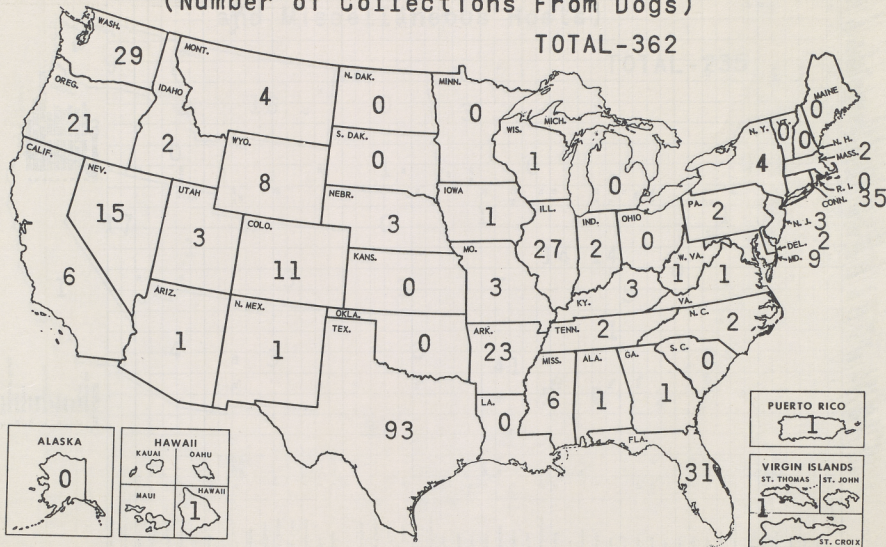 (Number of Collections From Dogs)
TOTAL-362
WASH.
29
MONT.
4
N. DAK.
0
MINN.
0
OREG.
21
IDAHO
2
WYO.
8
S. DAK.
0
WIS.
1
MICH.
0
N. Y.
4
VT.
0
0
MAINE
0
N. H.
MASS. 2
R. I. 0
CONN. 35
CALIF.
6
NEV.
15
UTAH
3
COLO.
11
NEBR.
3
IOWA
1
ILL.
27
IND.
2
OHIO
0
PA.
2
N. J. 3
DEL. 2
MD. 9
KANS.
0
MO.
3
KY.
3
W. VA.
1
VA.
1
ARIZ.
1
N. MEX.
1
OKLA.
0
TEX.
93
ARK.
23
TENN.
2
N. C.
2
S. C.
0
LA.
0
MISS.
6
ALA.
1
GA.
1
FLA.
31
ALASKA
0
HAWAII
KAUAI
OAHU
MAUI
HAWAII
1
PUERTO RICO
1
VIRGIN ISLANDS
ST. THOMAS
ST. JOHN
1
ST. CROIX